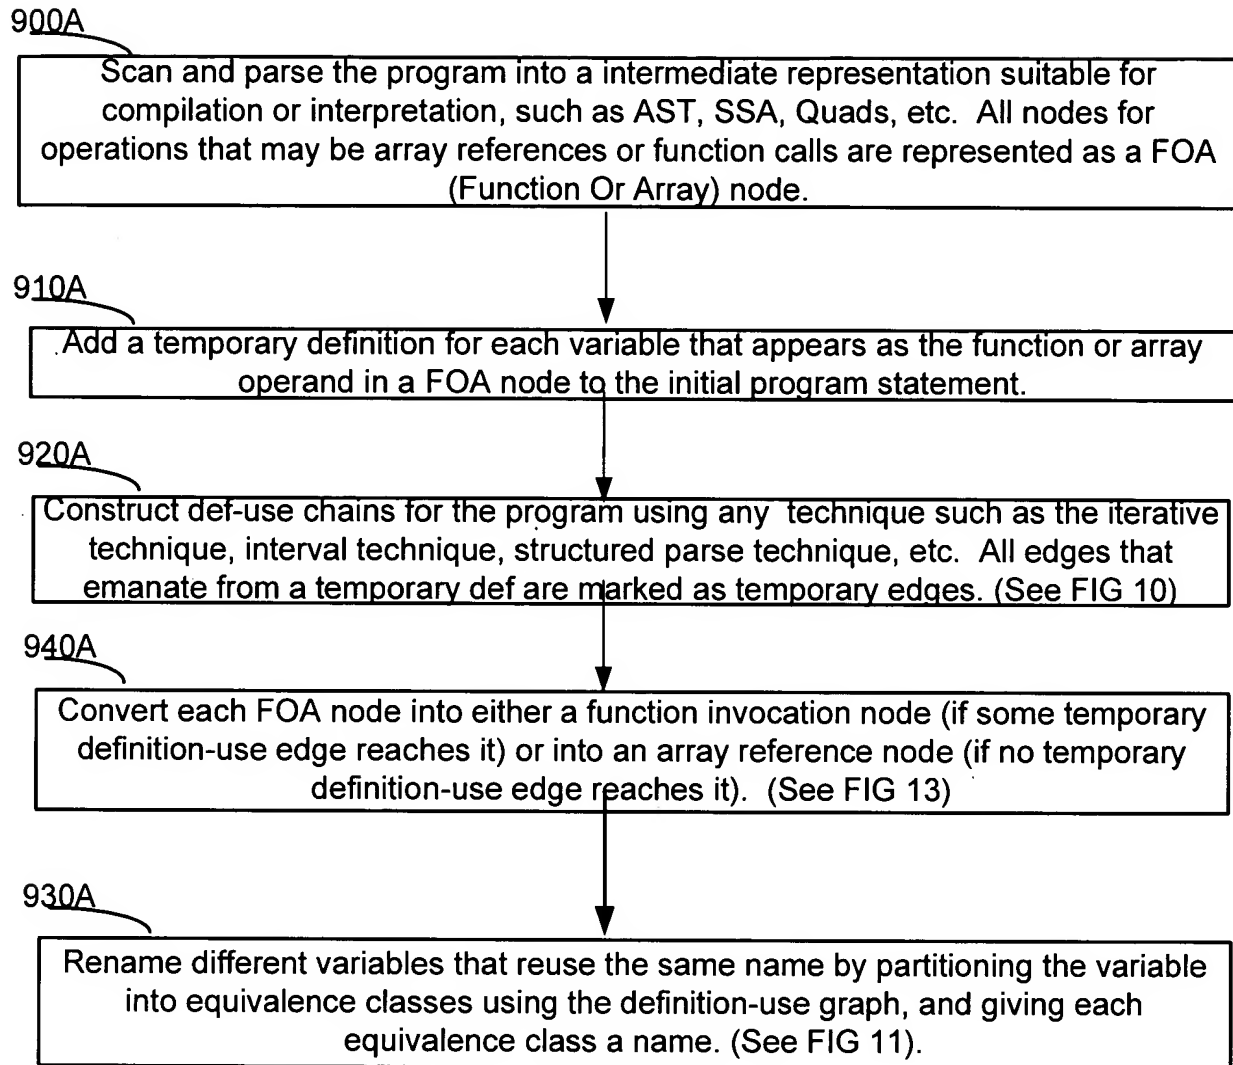 900A
Scan and parse the program into a intermediate representation suitable for
compilation or interpretation, such as AST, SSA, Quads, etc. All nodes for
operations that may be array references or function calls are represented as a FOA
(Function Or Array) node.
910A
Add a temporary definition for each variable that appears as the function or array
operand in a FOA node to the initial program statement.
920A
Construct def-use chains for the program using any technique such as the iterative
technique, interval technique, structured parse technique, etc. All edges that
emanate from a temporary def are marked as temporary edges. (See FIG 10)
940A
Convert each FOA node into either a function invocation node (if some temporary
definition-use edge reaches it) or into an array reference node (if no temporary
definition-use edge reaches it). (See FIG 13)
930A
Rename different variables that reuse the same name by partitioning the variable
into equivalence classes using the definition-use graph, and giving each
equivalence class a name. (See FIG 11).